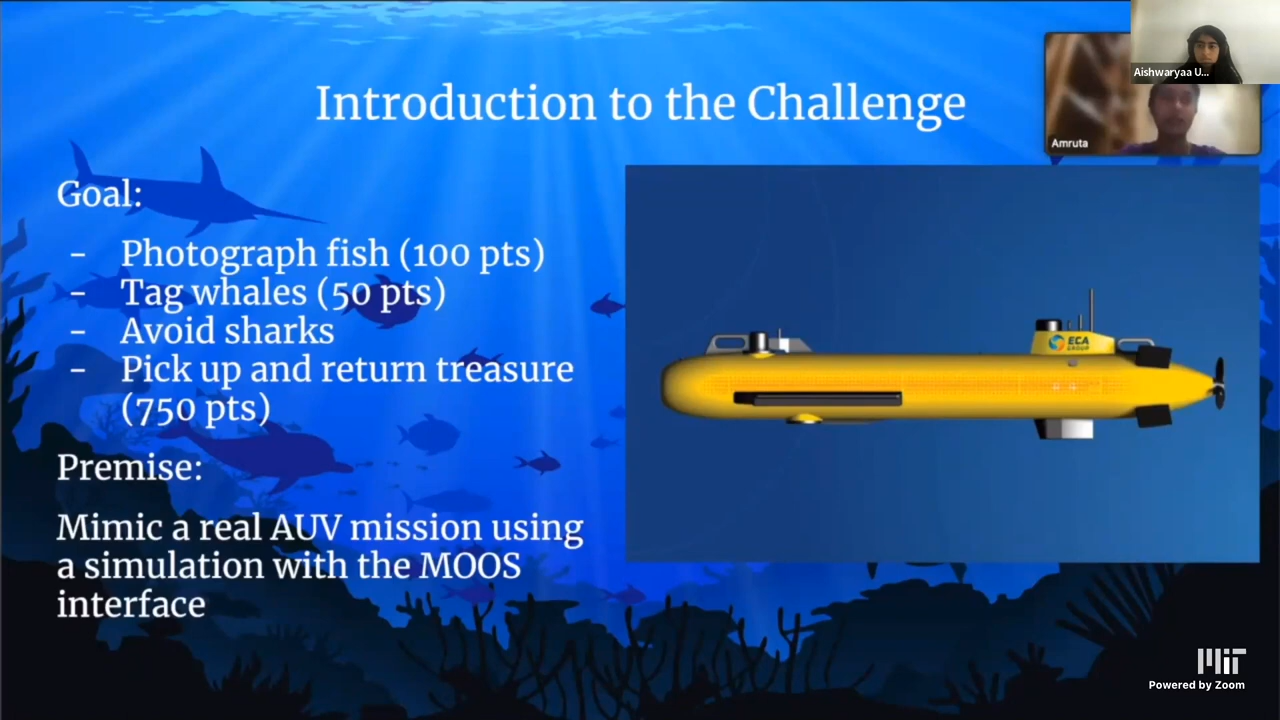 Introduction to the Challenge
Aishwaryaa U...
Amruta
Goal:
- Photograph fish (100 pts)
- Tag whales (50 pts)
- Avoid sharks
- Pick up and return treasure
(750 pts)
Premise:
Mimic a real AUV mission using
a simulation with the MOOS
interface
ECA
GROUP
MIT
Powered by Zoom